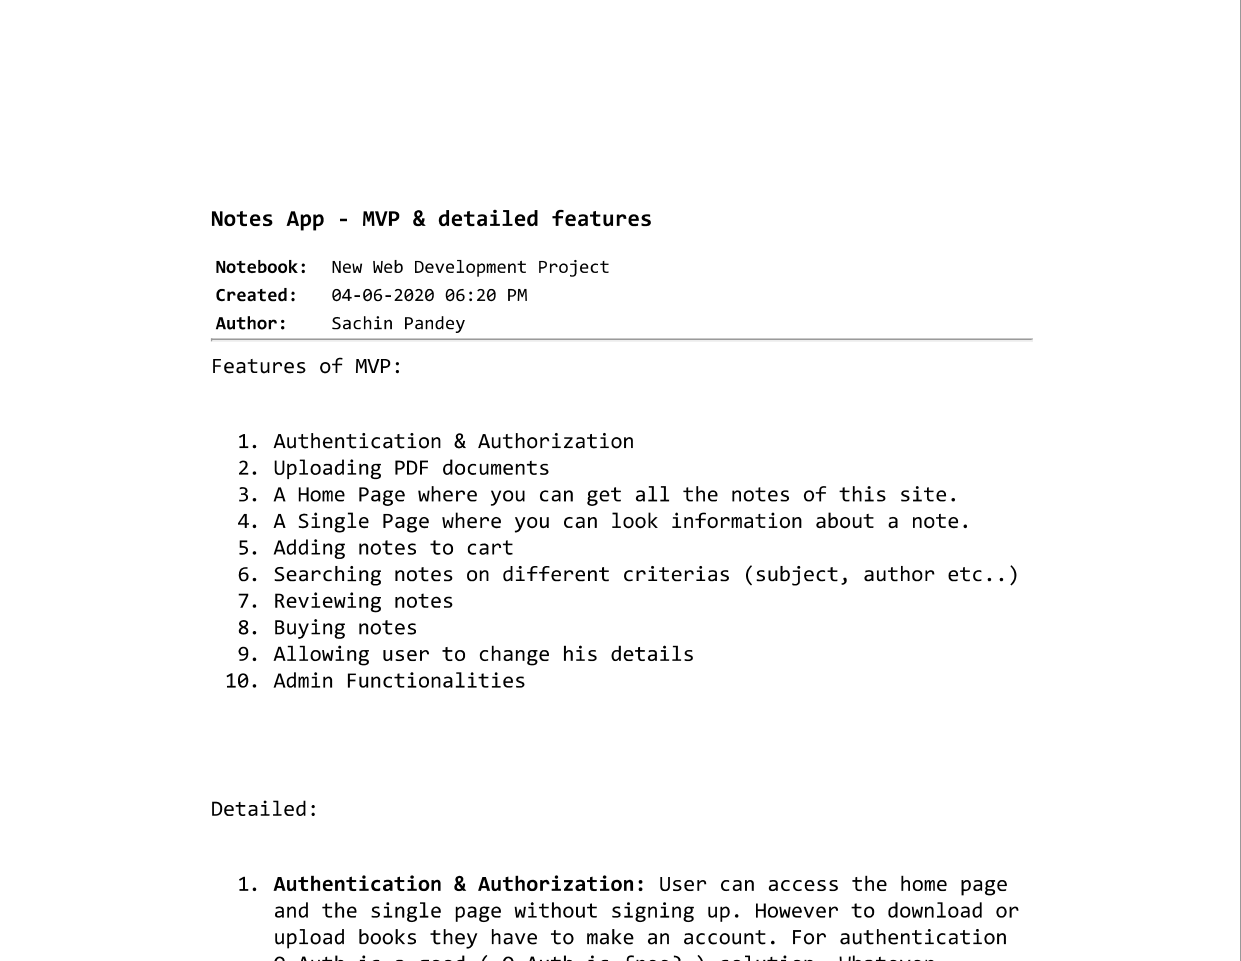 Notes App - MVP & detailed features
Notebook: New Web Development Project
Created: 04-06-2020 06:20 PM
Author: Sachin Pandey
Features of MVP:
1. Authentication & Authorization
2. Uploading PDF documents
3. A Home Page where you can get all the notes of this site.
4. A Single Page where you can look information about a note.
5. Adding notes to cart
6. Searching notes on different criterias (subject, author etc..)
7. Reviewing notes
8. Buying notes
9. Allowing user to change his details
10. Admin Functionalities
Detailed:
1. Authentication & Authorization: User can access the home page
and the single page without signing up. However to download or
upload books they have to make an account. For authentication